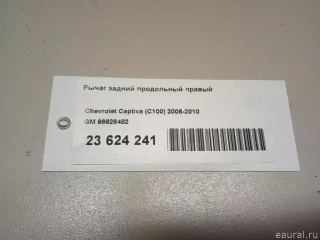 Рычаг задний продольный правый
Chevrolet Captiva (C100) 2006-2010
GM 96626482
23 624 241
eaural.ru